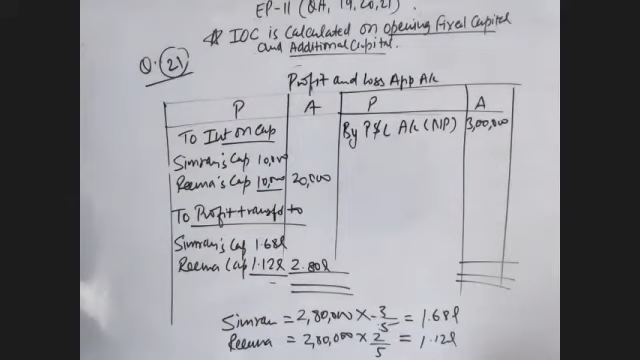 EP-11 (QA, 19,20,21).
IOC is calculated on opening Fixed Capital
and Additional Capital.
Q. 21
Profit and Loss App A/c
P A P A
To Int on Cap By P&L A/c (NP) 3,00,000
Simran's Cap 10,000
Reema's Cap 10,000 20,000
To Profit transfd to
Simran's Cap 1.68l
Reema Cap 1.12l 2.80l
Simran = 2,80,000 × 3/5 = 1.68l
Reema = 2,80,000 × 2/5 = 1.12l